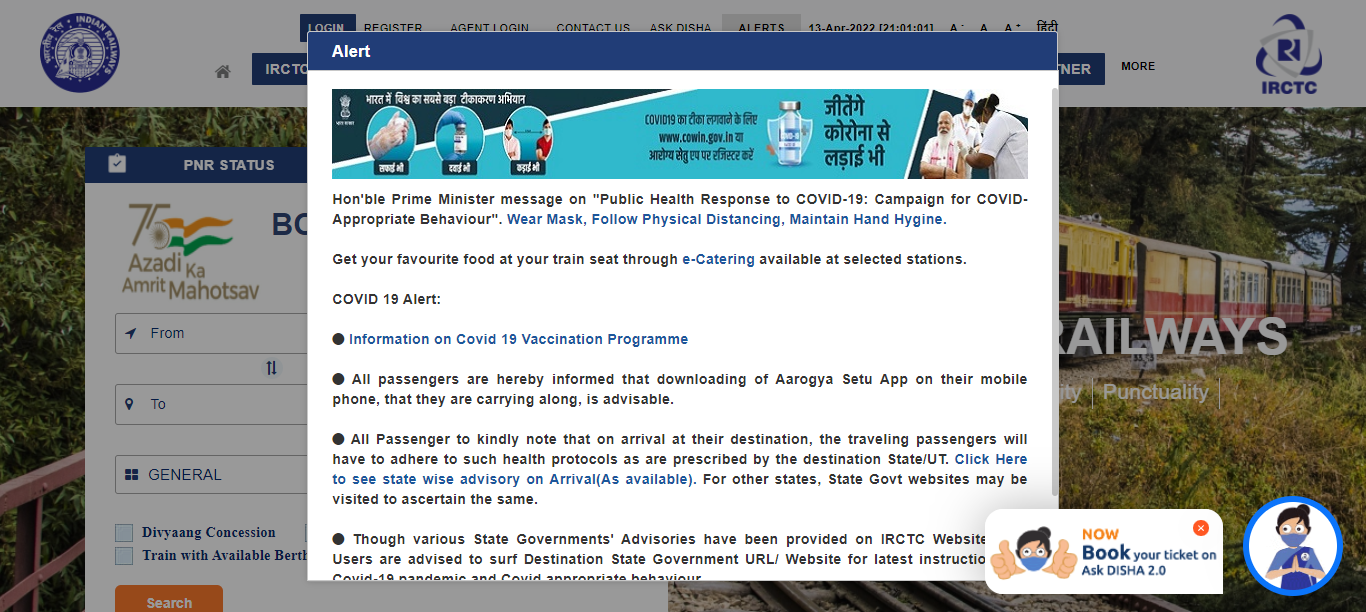 LOGIN REGISTER AGENT LOGIN CONTACT US ASK DISHA ALERTS 13-Apr-2022 [21:01:01] A- A A+ हिंदी
INDIAN RAILWAYS
भारतीय रेल
IRCTC
MORE
IRCTC
Alert
भारत में विश्व का सबसे बड़ा टीकाकरण अभियान
सफाई भी
दवाई भी
कड़ाई भी
COVID19 का टीका लगवाने के लिए
www.cowin.gov.in या
आरोग्य सेतु एप पर रजिस्टर करें
जीतेंगे
कोरोना से
लड़ाई भी
Hon'ble Prime Minister message on "Public Health Response to COVID-19: Campaign for COVID-
Appropriate Behaviour". Wear Mask, Follow Physical Distancing, Maintain Hand Hygine.
Get your favourite food at your train seat through e-Catering available at selected stations.
COVID 19 Alert:
● Information on Covid 19 Vaccination Programme
● All passengers are hereby informed that downloading of Aarogya Setu App on their mobile
phone, that they are carrying along, is advisable.
● All Passenger to kindly note that on arrival at their destination, the traveling passengers will
have to adhere to such health protocols as are prescribed by the destination State/UT. Click Here
to see state wise advisory on Arrival(As available). For other states, State Govt websites may be
visited to ascertain the same.
● Though various State Governments' Advisories have been provided on IRCTC Website
Users are advised to surf Destination State Government URL/ Website for latest
Covid-19 pandemic and Covid appropriate behaviour.
PNR STATUS
75
Azadi Ka
Amrit Mahotsav
From
To
GENERAL
Divyaang Concession
Train with Available
Search
RAILWAYS
Punctuality
NOW
Book your ticket on
Ask DISHA 2.0